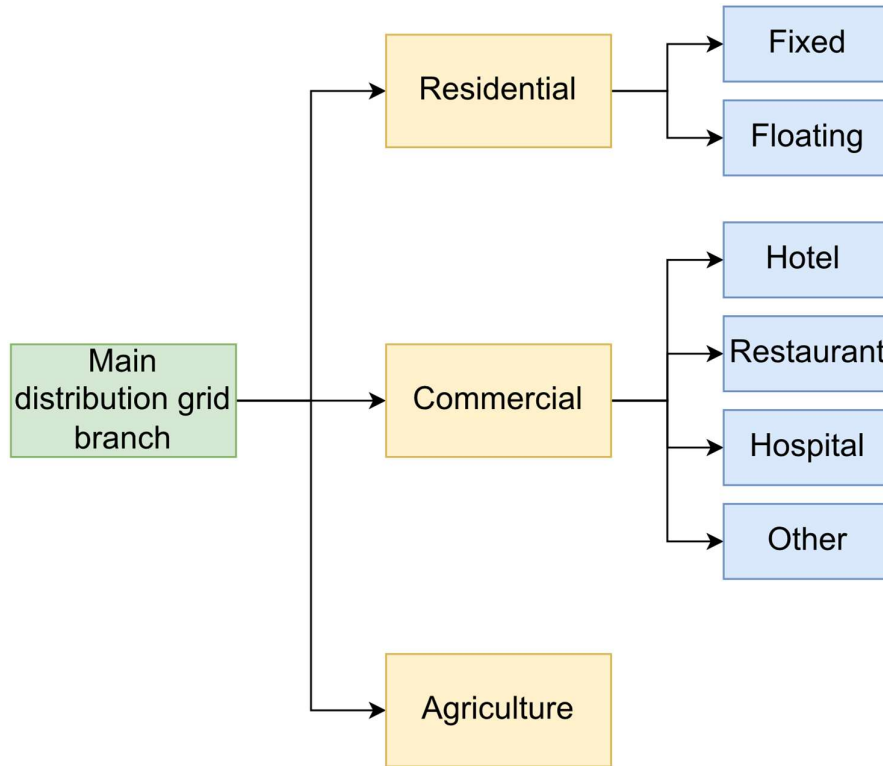 Main
distribution grid
branch
Residential
Commercial
Agriculture
Fixed
Floating
Hotel
Restaurant
Hospital
Other